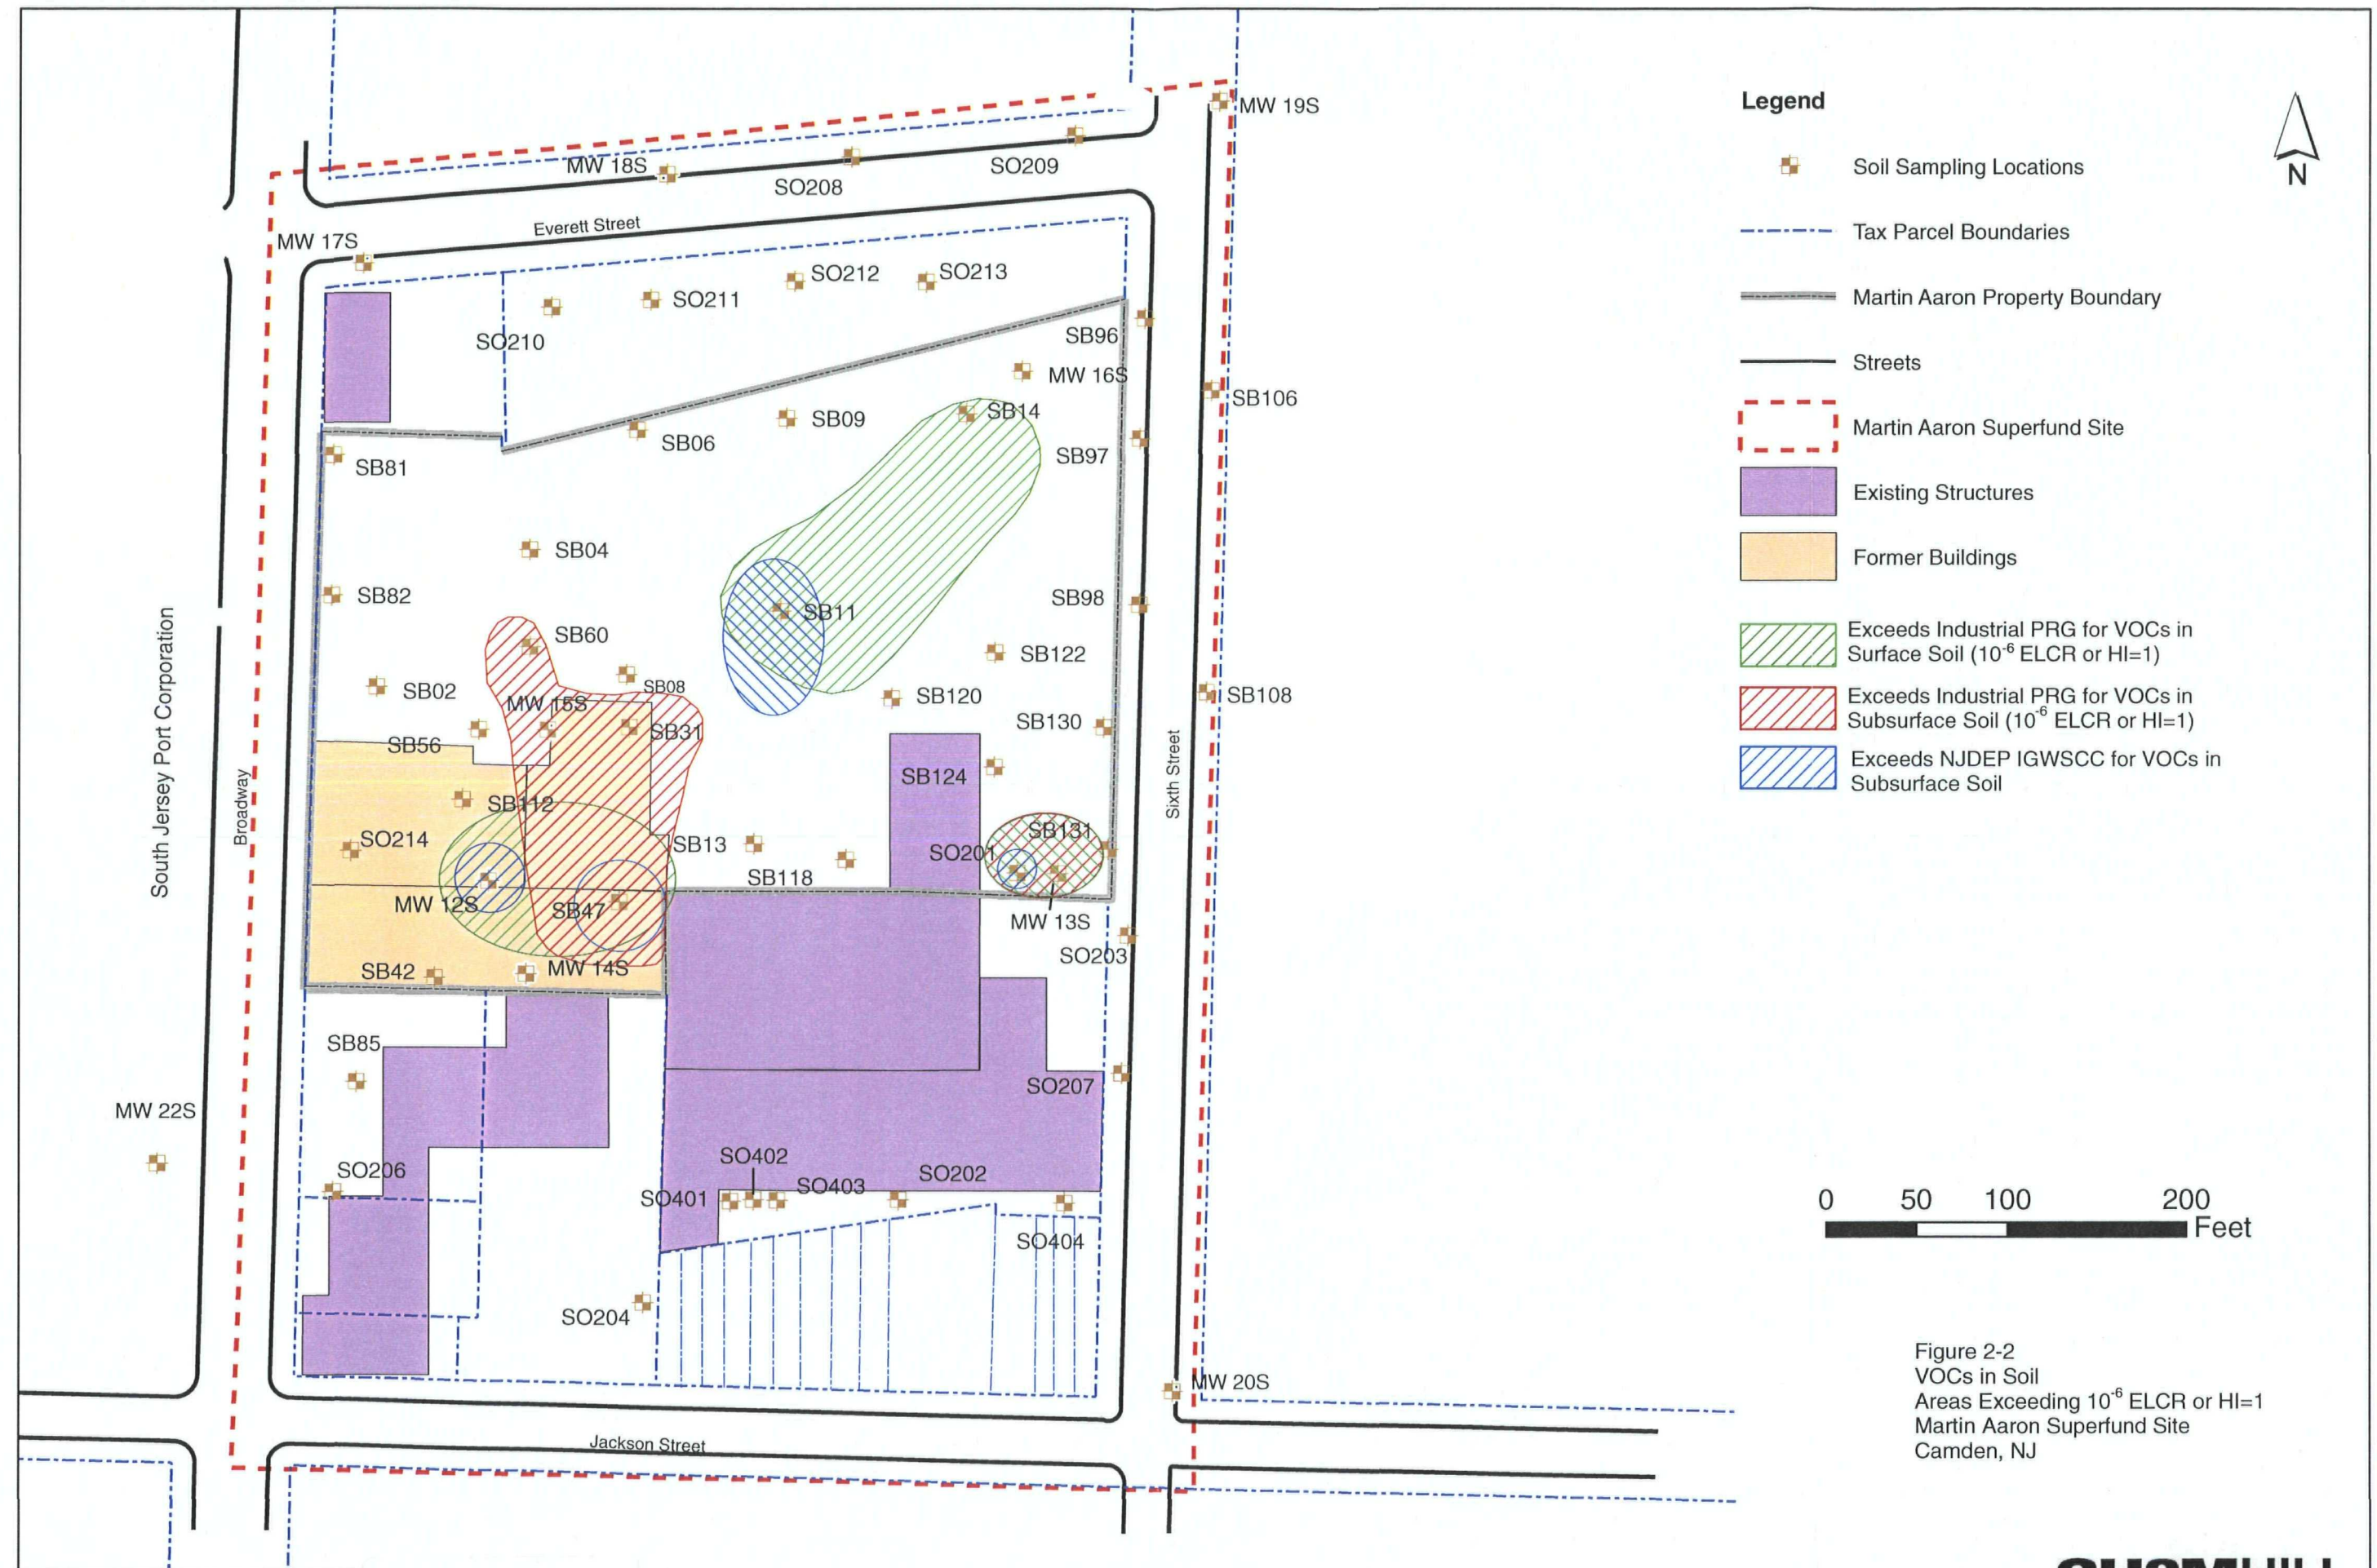 MW 19S
MW 18S
SO209
SO208
Everett Street
MW 17S
SO212
SO213
SO211
SO210
SB96
MW 16S
SB106
SB14
SB09
SB06
SB97
SB81
SB04
SB82
SB98
SB11
SB60
SB122
SB08
SB02
SB120
SB108
MW 15S
SB130
SB31
SB56
SB124
SB112
SB131
SO214
SB13
SO201
SB118
MW 12S
SB47
MW 13S
SO203
SB42
MW 14S
SB85
SO207
MW 22S
SO402
SO206
SO202
SO403
SO401
SO404
SO204
MW 20S
Jackson Street
South Jersey Port Corporation
Broadway
Sixth Street
Legend
N
Soil Sampling Locations
Tax Parcel Boundaries
Martin Aaron Property Boundary
Streets
Martin Aaron Superfund Site
Existing Structures
Former Buildings
Exceeds Industrial PRG for VOCs in
Surface Soil (10-6 ELCR or HI=1)
Exceeds Industrial PRG for VOCs in
Subsurface Soil (10-6 ELCR or HI=1)
Exceeds NJDEP IGWSCC for VOCs in
Subsurface Soil
0 50 100 200
Feet
Figure 2-2
VOCs in Soil
Areas Exceeding 10-6 ELCR or HI=1
Martin Aaron Superfund Site
Camden, NJ